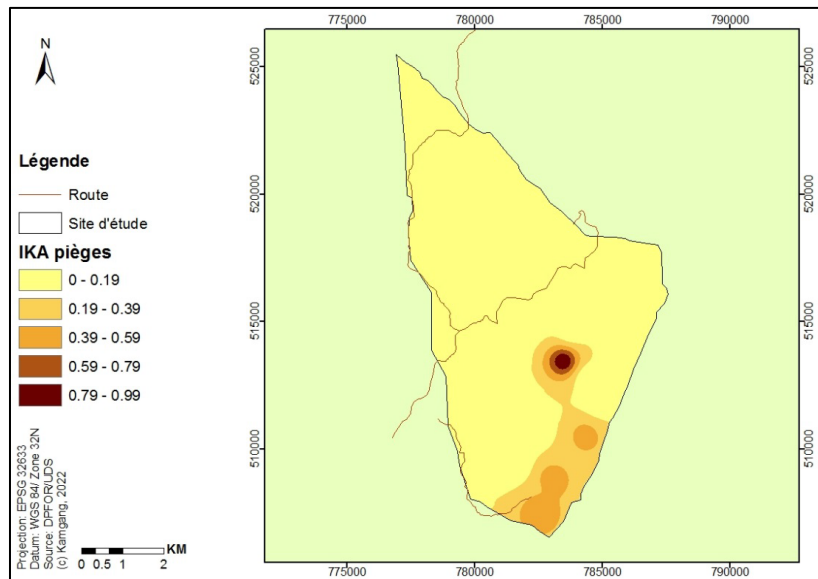 775000 780000 785000 790000
N
525000 525000
Légende
Route
520000 520000
Site d'étude
IKA pièges
0 - 0.19
0.19 - 0.39
515000 515000
0.39 - 0.59
0.59 - 0.79
0.79 - 0.99
510000 510000
Projection: EPSG 32633
Datum: WGS 84/ Zone 32N
Source: DPFOR/UDS
(c) Kamgang, 2022
KM
0 0.5 1 2
775000 780000 785000 790000